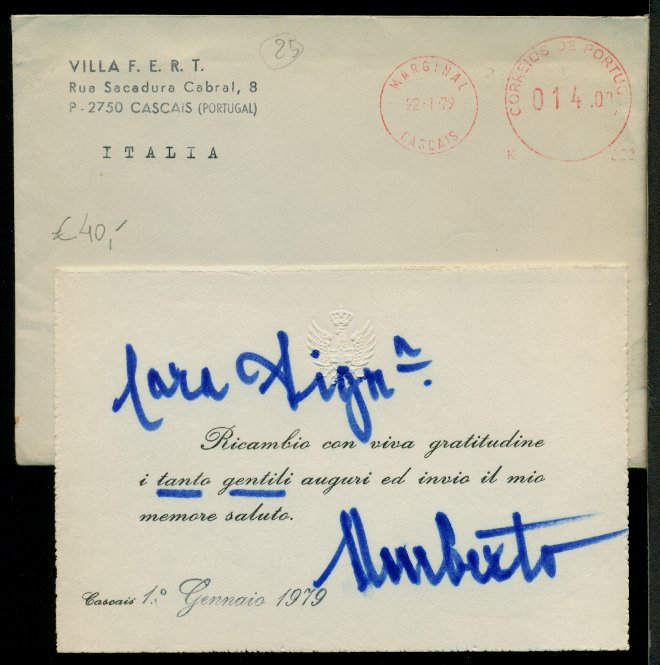 25
VILLA F. E. R. T.
Rua Sacadura Cabral, 8
P - 2750 CASCAIS (PORTUGAL)
MARGINAL
22-1-79
CASCAIS
CORREIOS DE PORTUGAL
014.00
K
ITALIA
€40,-
Cara Sign.ra
Ricambio con viva gratitudine
i tanto gentili auguri ed invio il mio
memore saluto.
Umberto
Cascais 1.º Gennaio 1979